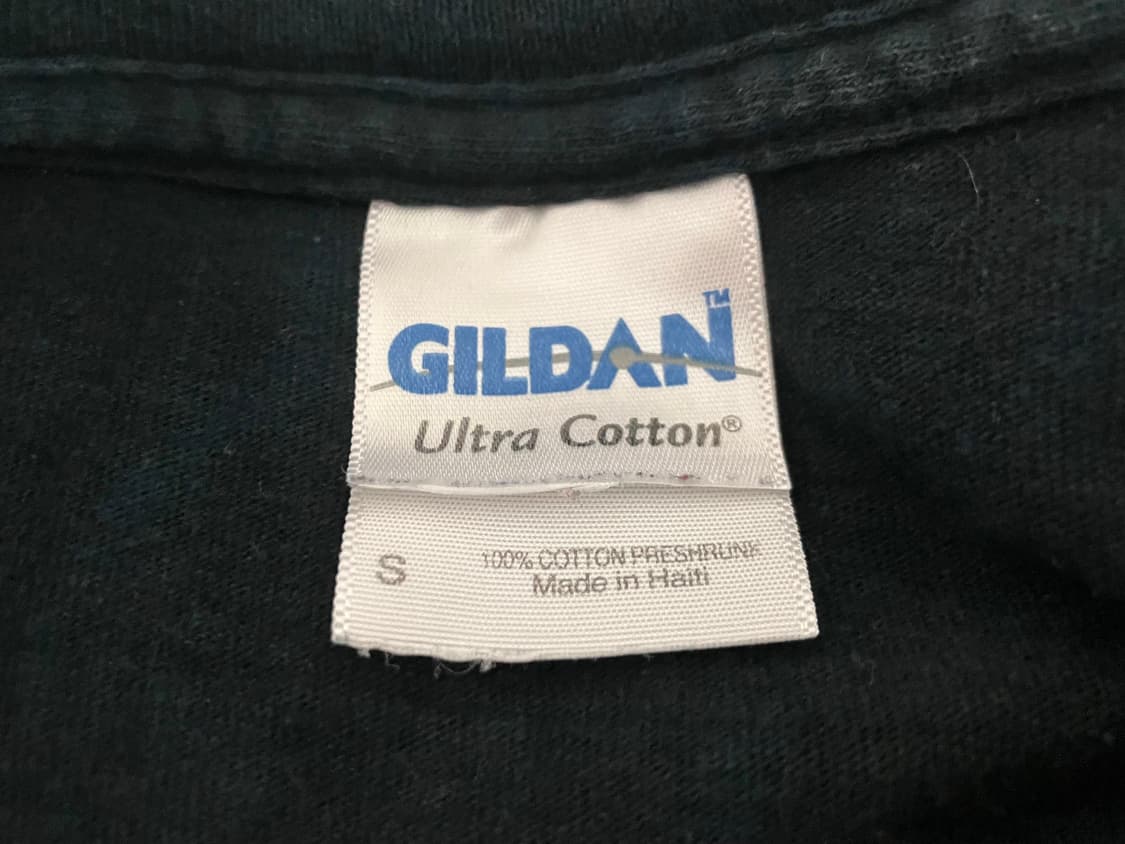 GILDAN™
Ultra Cotton®
S
100% COTTON PRESHRUNK
Made in Haiti